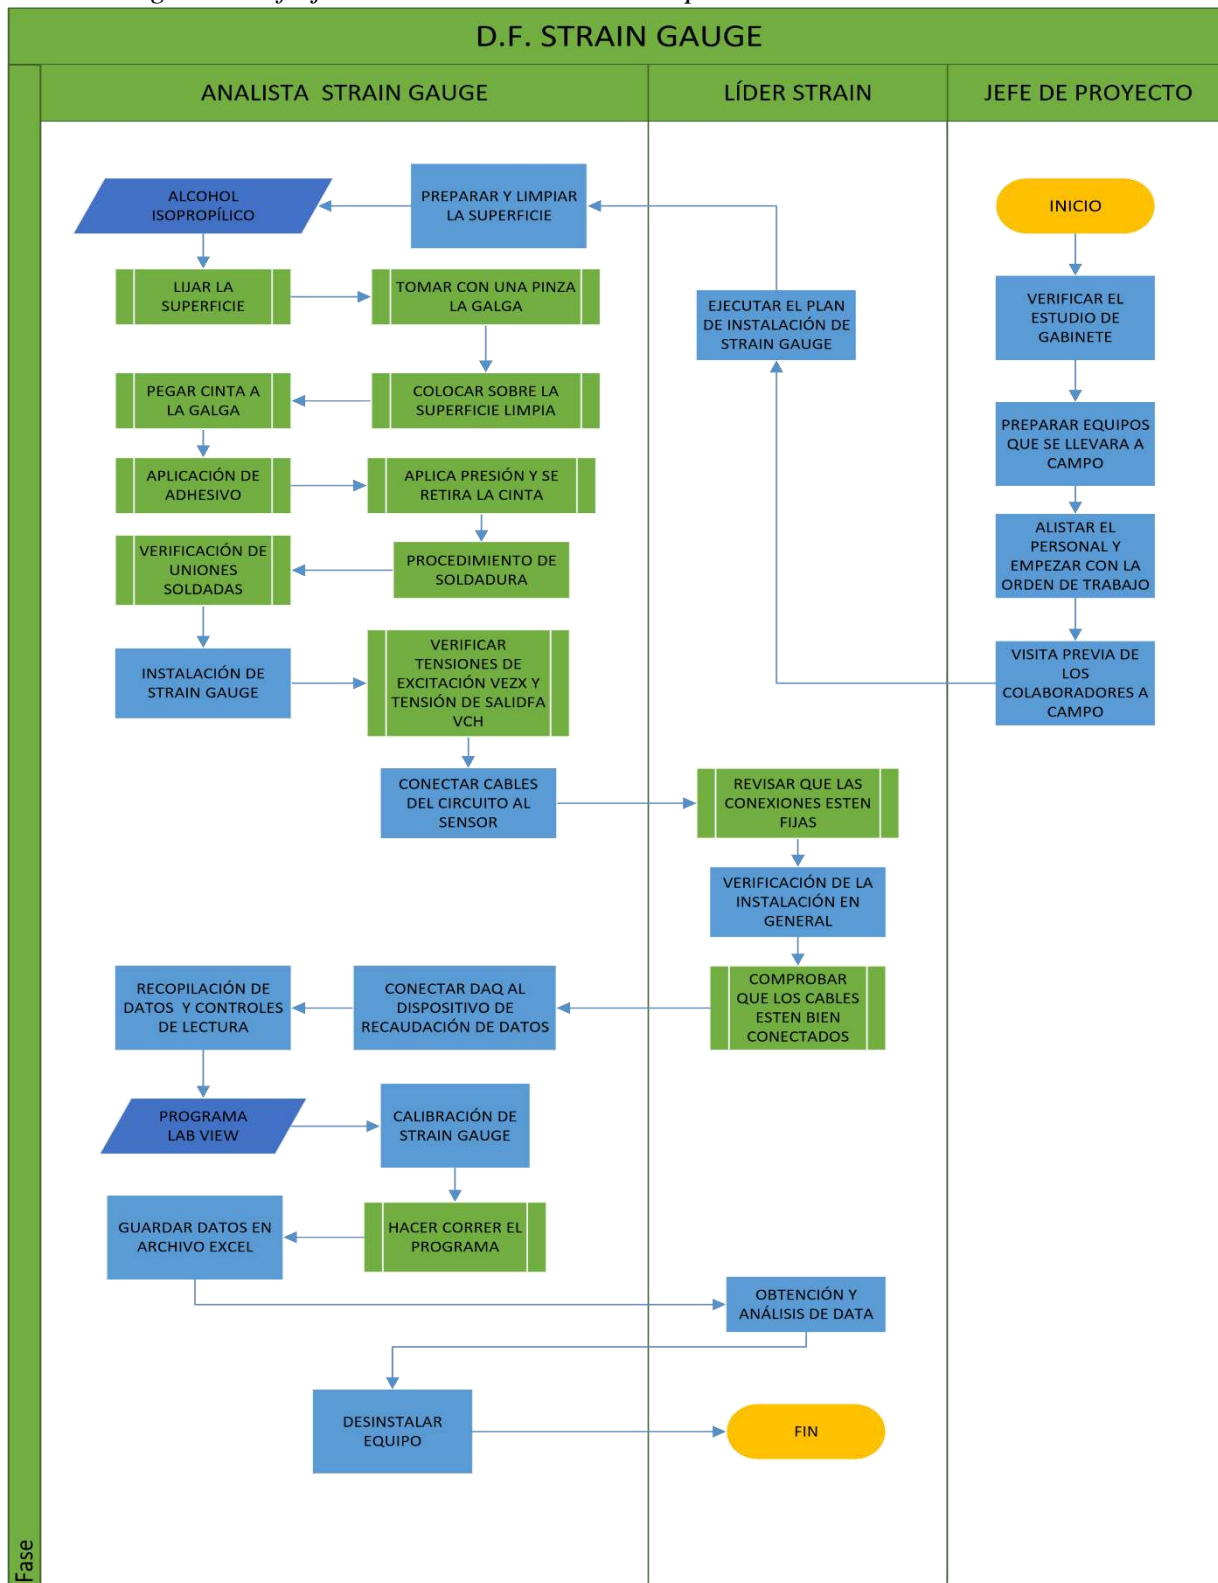 D.F. STRAIN GAUGE
ANALISTA STRAIN GAUGE
LÍDER STRAIN
JEFE DE PROYECTO
ALCOHOL
ISOPROPÍLICO
PREPARAR Y LIMPIAR
LA SUPERFICIE
INICIO
LIJAR LA
SUPERFICIE
TOMAR CON UNA PINZA
LA GALGA
EJECUTAR EL PLAN
DE INSTALACIÓN DE
STRAIN GAUGE
VERIFICAR EL
ESTUDIO DE
GABINETE
PEGAR CINTA A
LA GALGA
COLOCAR SOBRE LA
SUPERFICIE LIMPIA
PREPARAR EQUIPOS
QUE SE LLEVARA A
CAMPO
APLICACIÓN DE
ADHESIVO
APLICA PRESIÓN Y SE
RETIRA LA CINTA
ALISTAR EL
PERSONAL Y
EMPEZAR CON LA
ORDEN DE TRABAJO
VERIFICACIÓN DE
UNIONES
SOLDADAS
PROCEDIMIENTO DE
SOLDADURA
INSTALACIÓN DE
STRAIN GAUGE
VERIFICAR
TENSIONES DE
EXCITACIÓN VEZX Y
TENSIÓN DE SALIDFA
VCH
VISITA PREVIA DE
LOS
COLABORADORES A
CAMPO
CONECTAR CABLES
DEL CIRCUITO AL
SENSOR
REVISAR QUE LAS
CONEXIONES ESTEN
FIJAS
VERIFICACIÓN DE LA
INSTALACIÓN EN
GENERAL
RECOPILACIÓN DE
DATOS Y CONTROLES
DE LECTURA
CONECTAR DAQ AL
DISPOSITIVO DE
RECAUDACIÓN DE DATOS
COMPROBAR
QUE LOS CABLES
ESTEN BIEN
CONECTADOS
PROGRAMA
LAB VIEW
CALIBRACIÓN DE
STRAIN GAUGE
GUARDAR DATOS EN
ARCHIVO EXCEL
HACER CORRER EL
PROGRAMA
OBTENCIÓN Y
ANÁLISIS DE DATA
DESINSTALAR
EQUIPO
FIN
Fase